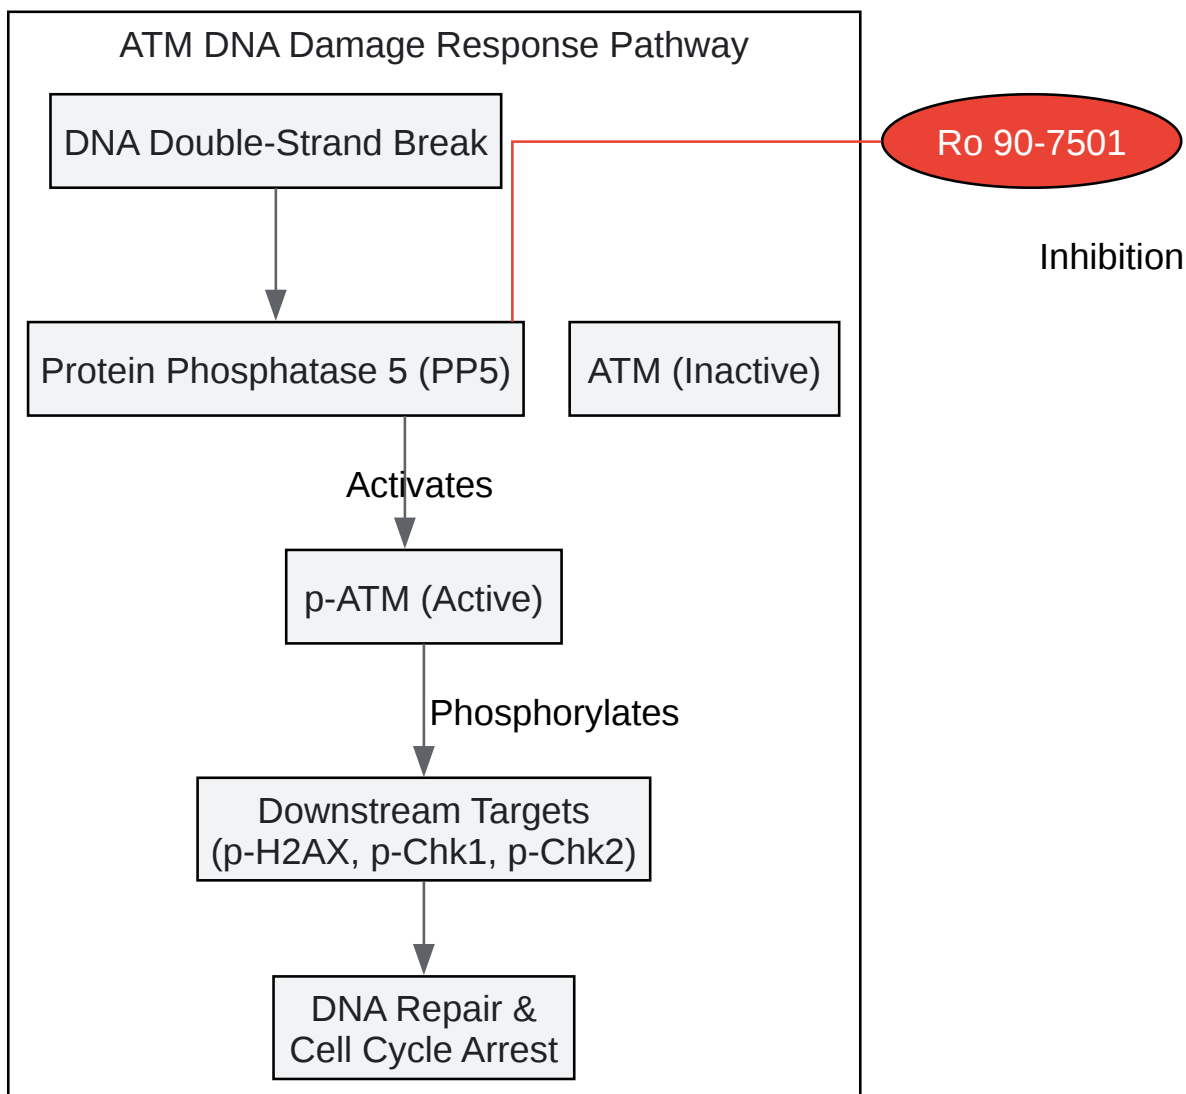 ATM DNA Damage Response Pathway
DNA Double-Strand Break
Ro 90-7501
Inhibition
Protein Phosphatase 5 (PP5)
ATM (Inactive)
Activates
p-ATM (Active)
Phosphorylates
Downstream Targets
(p-H2AX, p-Chk1, p-Chk2)
DNA Repair &
Cell Cycle Arrest